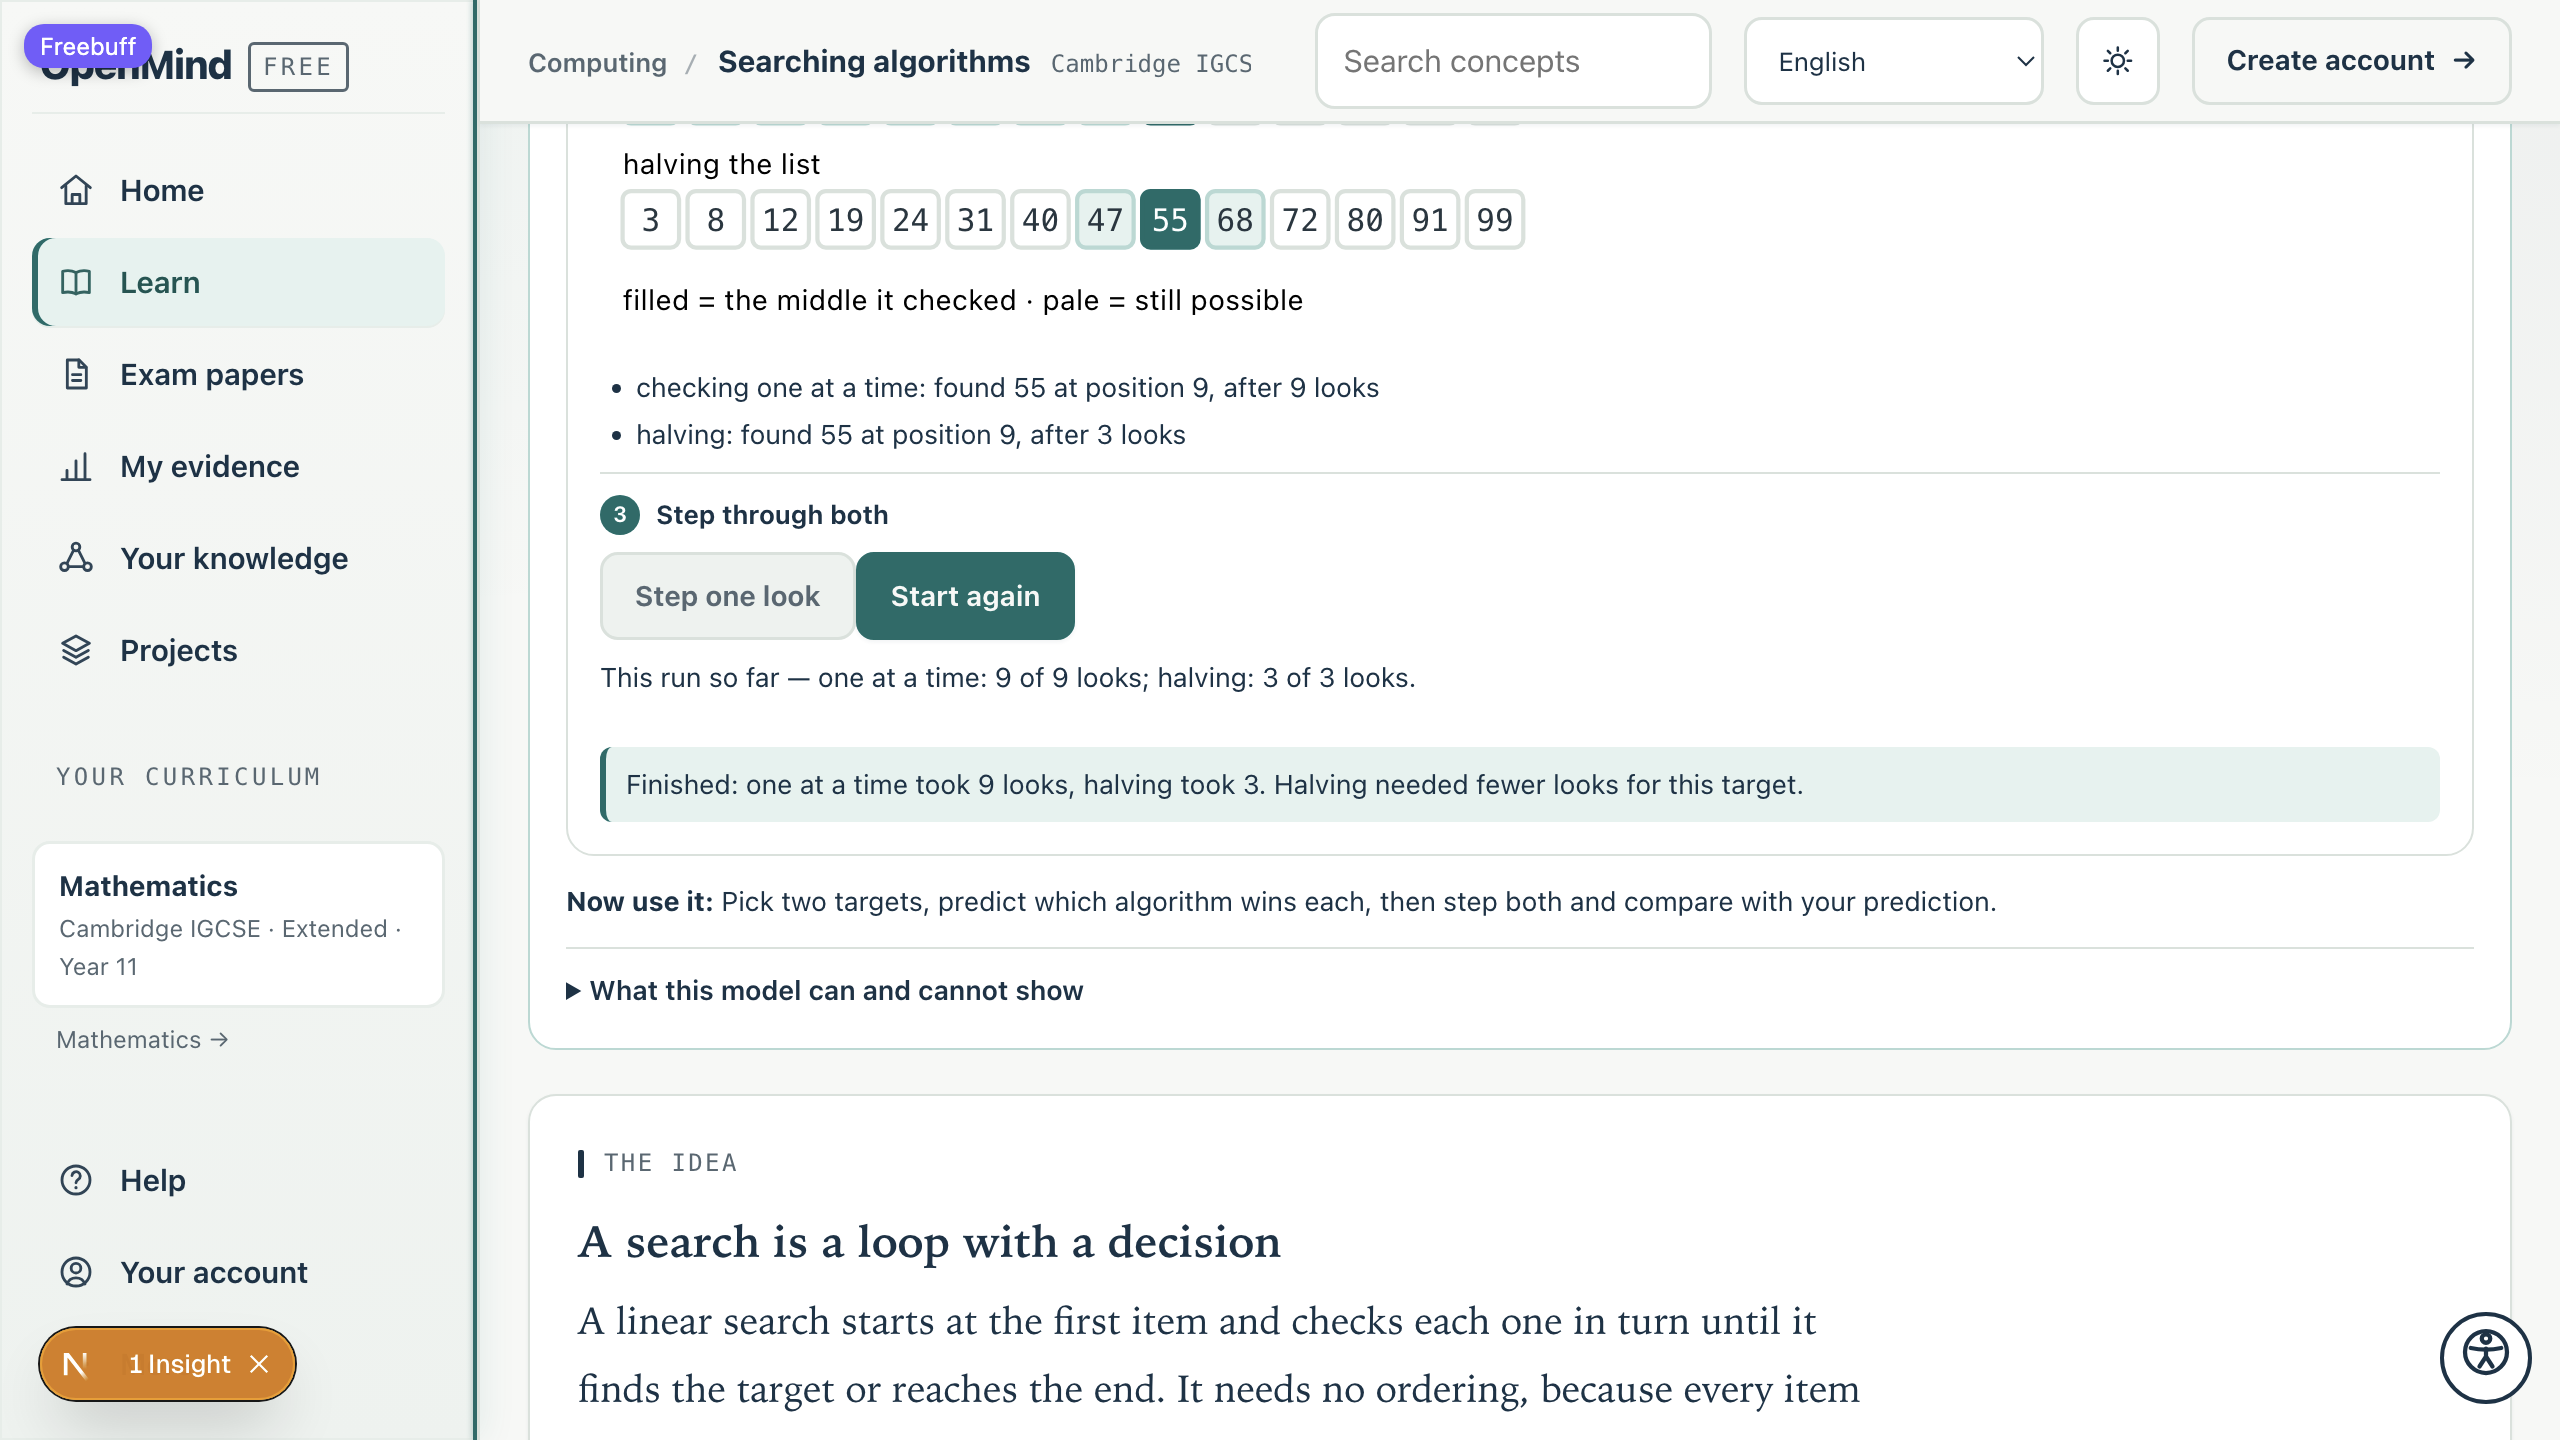 Freebuff
OpenMind FREE
Home
Learn
Exam papers
My evidence
Your knowledge
Projects
YOUR CURRICULUM
Mathematics
Cambridge IGCSE · Extended ·
Year 11
Mathematics →
Help
Your account
1 Insight
Computing / Searching algorithms Cambridge IGCS
Search concepts
English
Create account →
halving the list
3 8 12 19 24 31 40 47 55 68 72 80 91 99
filled = the middle it checked · pale = still possible
• checking one at a time: found 55 at position 9, after 9 looks
• halving: found 55 at position 9, after 3 looks
3 Step through both
Step one look
Start again
This run so far — one at a time: 9 of 9 looks; halving: 3 of 3 looks.
Finished: one at a time took 9 looks, halving took 3. Halving needed fewer looks for this target.
Now use it: Pick two targets, predict which algorithm wins each, then step both and compare with your prediction.
What this model can and cannot show
THE IDEA
A search is a loop with a decision
A linear search starts at the first item and checks each one in turn until it
finds the target or reaches the end. It needs no ordering, because every item